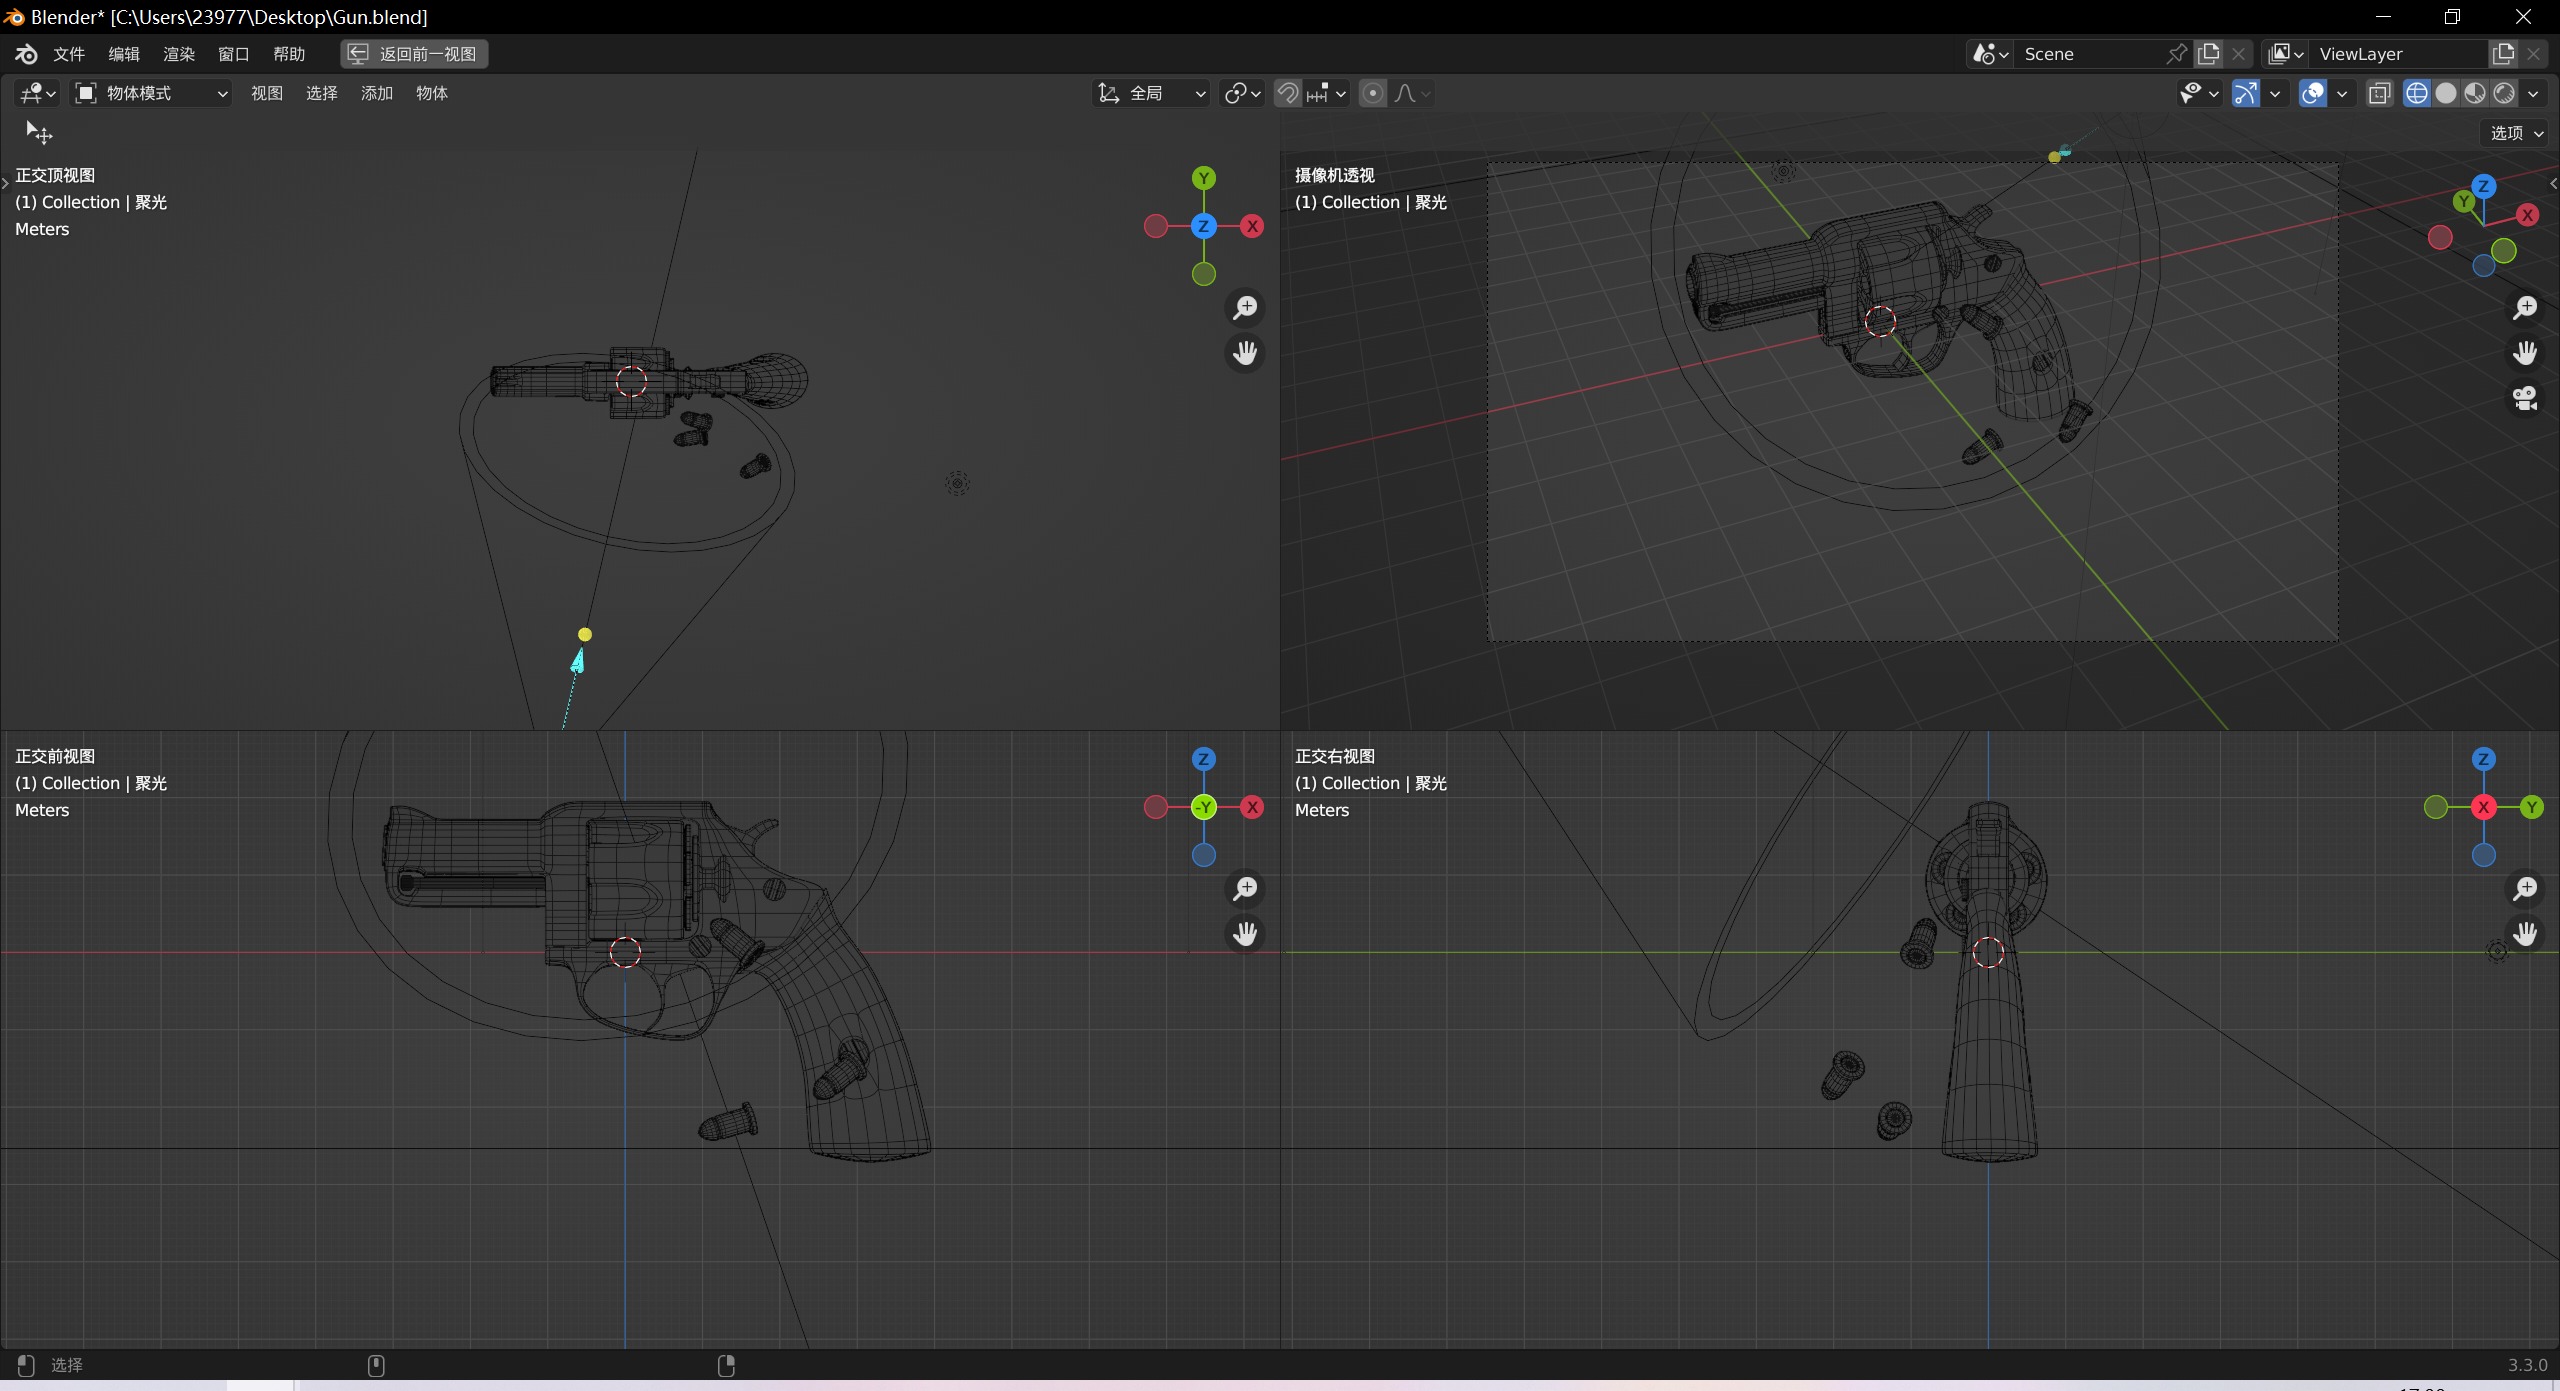 Blender* [C:\Users\23977\Desktop\Gun.blend]
文件 编辑 渲染 窗口 帮助 返回前一视图 Scene ViewLayer
物体模式 视图 选择 添加 物体 全局
选项
正交顶视图
(1) Collection | 聚光
Meters
Y
Z X
摄像机透视
(1) Collection | 聚光
Z
Y X
正交前视图
(1) Collection | 聚光
Meters
Z
-Y X
正交右视图
(1) Collection | 聚光
Meters
Z
X Y
选择 3.3.0